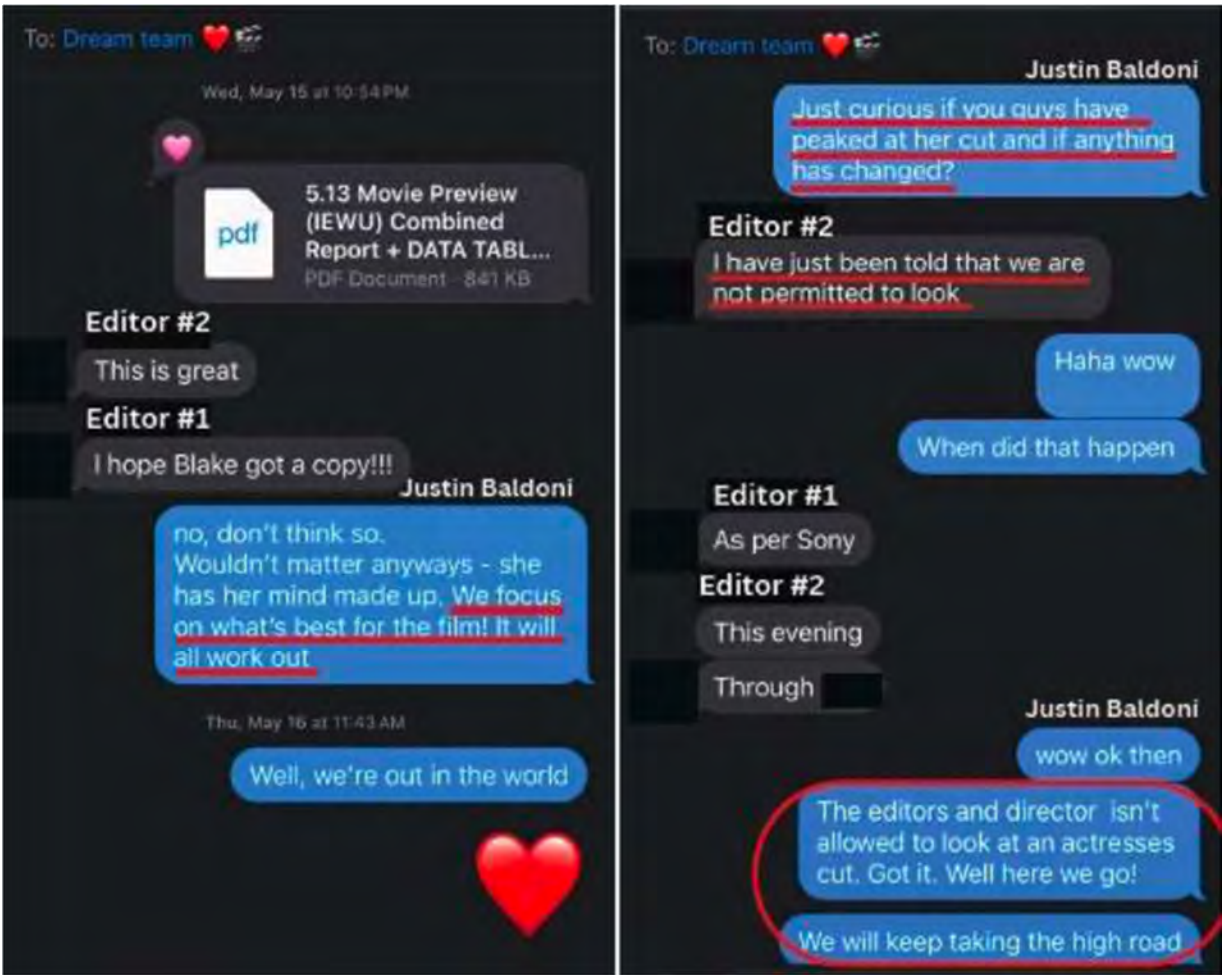 To: Dream team ❤️🎬
Wed, May 15 at 10:54 PM
pdf
5.13 Movie Preview
(IEWU) Combined
Report + DATA TABL...
PDF Document · 841 KB
Editor #2
This is great
Editor #1
I hope Blake got a copy!!!
Justin Baldoni
no, don't think so.
Wouldn't matter anyways - she
has her mind made up. We focus
on what's best for the film! It will
all work out
Thu, May 16 at 11:43 AM
Well, we're out in the world
To: Dream team ❤️🎬
Justin Baldoni
Just curious if you guys have
peaked at her cut and if anything
has changed?
Editor #2
I have just been told that we are
not permitted to look
Haha wow
When did that happen
Editor #1
As per Sony
Editor #2
This evening
Through
Justin Baldoni
wow ok then
The editors and director isn't
allowed to look at an actresses
cut. Got it. Well here we go!
We will keep taking the high road